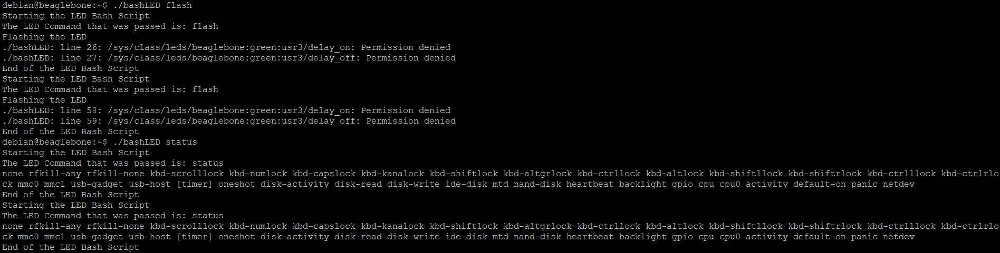 debian@beaglebone:~$ ./bashLED flash
Starting the LED Bash Script
The LED Command that was passed is: flash
Flashing the LED
./bashLED: line 26: /sys/class/leds/beaglebone:green:usr3/delay_on: Permission denied
./bashLED: line 27: /sys/class/leds/beaglebone:green:usr3/delay_off: Permission denied
End of the LED Bash Script
Starting the LED Bash Script
The LED Command that was passed is: flash
Flashing the LED
./bashLED: line 58: /sys/class/leds/beaglebone:green:usr3/delay_on: Permission denied
./bashLED: line 59: /sys/class/leds/beaglebone:green:usr3/delay_off: Permission denied
End of the LED Bash Script
debian@beaglebone:~$ ./bashLED status
Starting the LED Bash Script
The LED Command that was passed is: status
none rfkill-any rfkill-none kbd-scrolllock kbd-numlock kbd-capslock kbd-kanalock kbd-shiftlock kbd-altgrlock kbd-ctrllock kbd-altlock kbd-shiftllock kbd-shiftrlock kbd-ctrlllock kbd-ctrlrlo
ck mmc0 mmc1 usb-gadget usb-host [timer] oneshot disk-activity disk-read disk-write ide-disk mtd nand-disk heartbeat backlight gpio cpu cpu0 activity default-on panic netdev
End of the LED Bash Script
Starting the LED Bash Script
The LED Command that was passed is: status
none rfkill-any rfkill-none kbd-scrolllock kbd-numlock kbd-capslock kbd-kanalock kbd-shiftlock kbd-altgrlock kbd-ctrllock kbd-altlock kbd-shiftllock kbd-shiftrlock kbd-ctrlllock kbd-ctrlrlo
ck mmc0 mmc1 usb-gadget usb-host [timer] oneshot disk-activity disk-read disk-write ide-disk mtd nand-disk heartbeat backlight gpio cpu cpu0 activity default-on panic netdev
End of the LED Bash Script